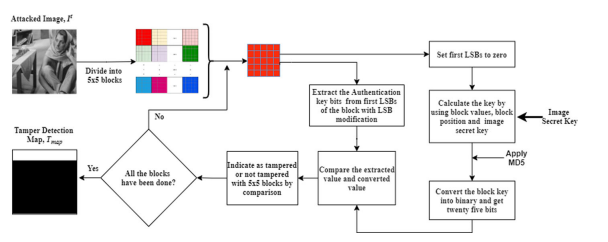 Attacked Image, I^t
Divide into
5x5 blocks
Set first LSBs to zero
Extract the Authentication
key bits from first LSBs
of the block with LSB
modification
Calculate the key by
using block values, block
position and image
secret key
Image
Secret Key
Apply
MD5
Convert the block key
into binary and get
twenty five bits
Compare the extracted
value and converted
value
Indicate as tampered
or not tampered
with 5x5 blocks by
comparison
All the blocks
have been done?
No
Yes
Tamper Detection
Map, T_map